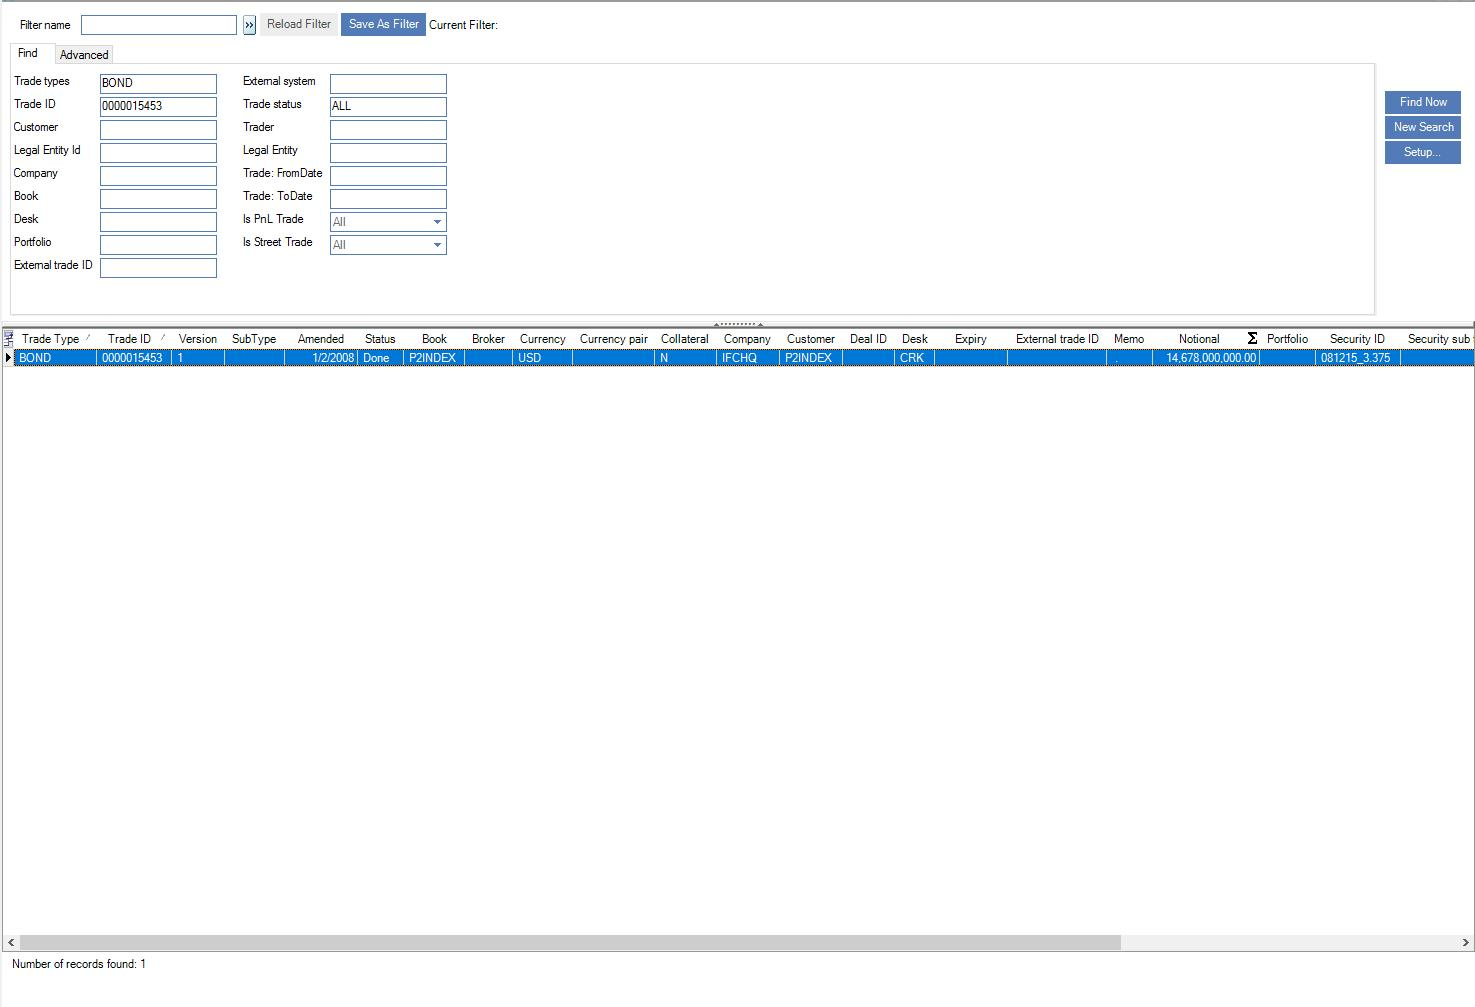 Filter name » Reload Filter Save As Filter Current Filter:
Find Advanced
Trade types BOND External system
Trade ID 0000015453 Trade status ALL
Customer Trader
Legal Entity Id Legal Entity
Company Trade: FromDate
Book Trade: ToDate
Desk Is PnL Trade All
Portfolio Is Street Trade All
External trade ID
Find Now
New Search
Setup...
Trade Type Trade ID Version SubType Amended Status Book Broker Currency Currency pair Collateral Company Customer Deal ID Desk Expiry External trade ID Memo Notional Σ Portfolio Security ID Security sub
BOND 0000015453 1 1/2/2008 Done P2INDEX USD N IFCHQ P2INDEX CRK . 14,678,000,000.00 081215_3.375
Number of records found: 1